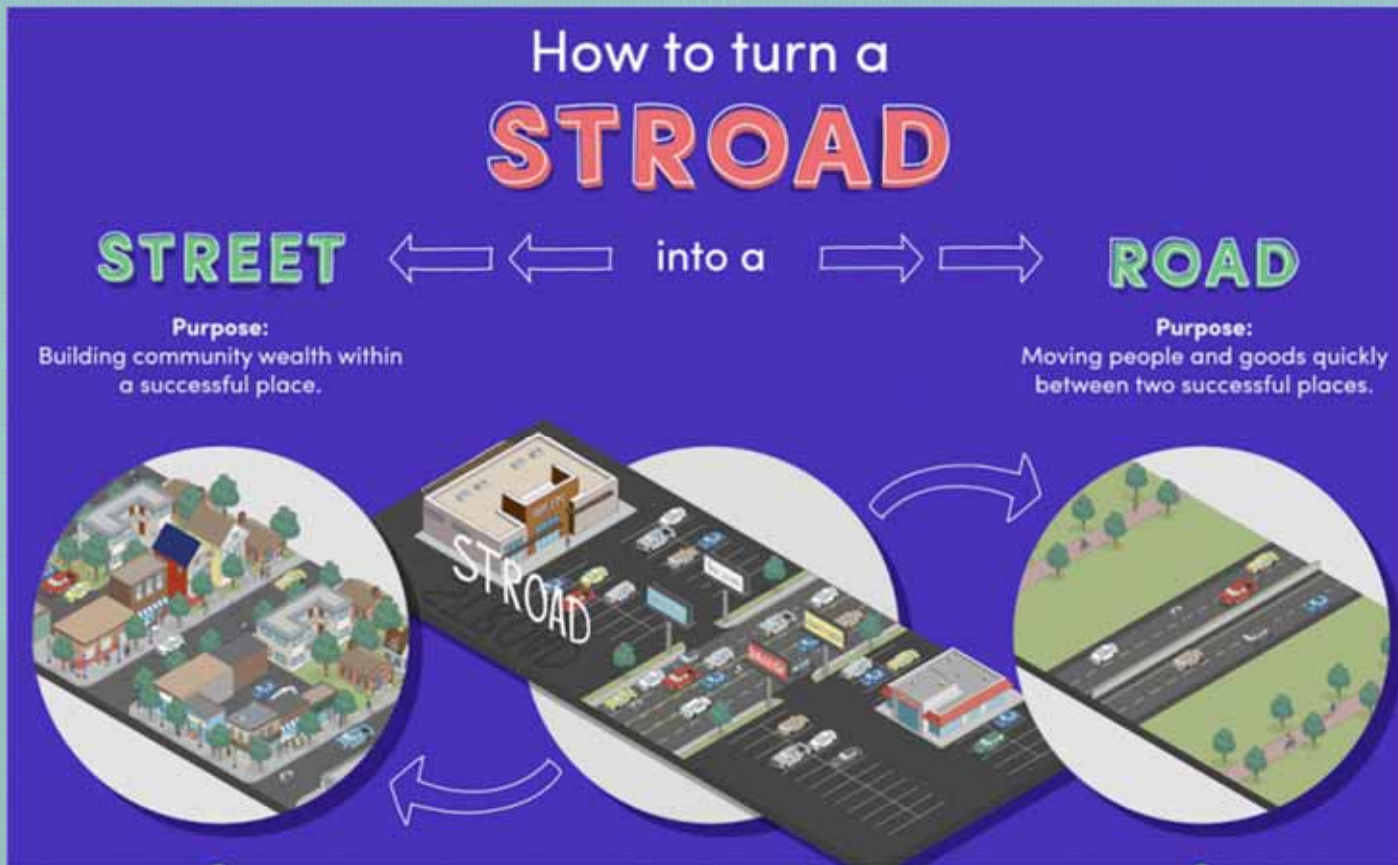 How to turn a
STROAD
STREET
into a
ROAD
Purpose:
Building community wealth within
a successful place.
Purpose:
Moving people and goods quickly
between two successful places.
STROAD